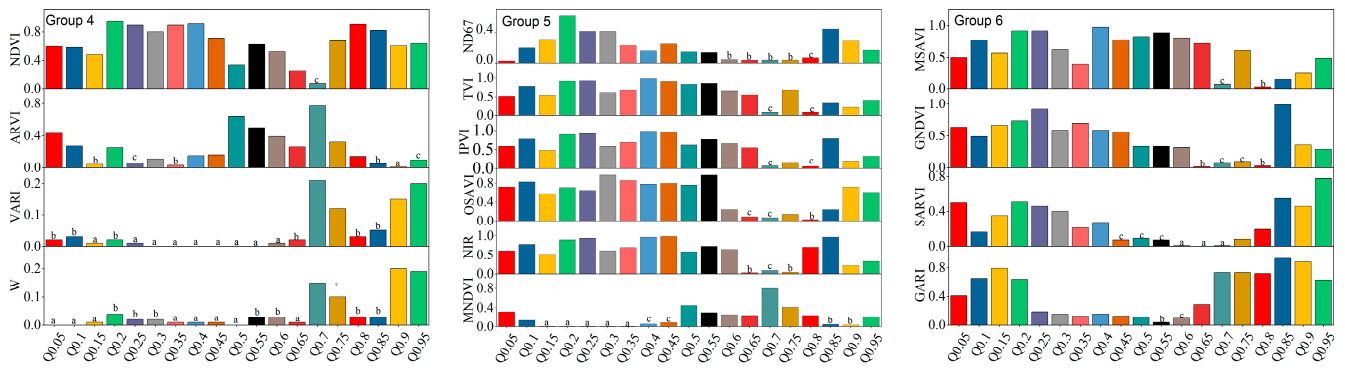 Group 4
NDVI
0.8
0.4
0.0
c
ARVI
0.8
0.4
0.0
b c b b a c
VARI
0.2
0.1
0.0
b b a b a a a a a a a a b b b
W
0.2
0.1
0.0
a a a b b b a a a a b b a c b b
Q0.05 Q0.1 Q0.15 Q0.2 Q0.25 Q0.3 Q0.35 Q0.4 Q0.45 Q0.5 Q0.55 Q0.6 Q0.65 Q0.7 Q0.75 Q0.8 Q0.85 Q0.9 Q0.95
Group 5
ND67
0.4
0.0
b b b b c
TVI
1.0
0.5
0.0
c b
IPVI
1.0
0.5
0.0
c b
OSAVI
1.0
0.5
0.0
c c b
NIR
1.0
0.5
0.0
c c c
MNDVI
0.8
0.4
0.0
a a a a c c b b
Q0.05 Q0.1 Q0.15 Q0.2 Q0.25 Q0.3 Q0.35 Q0.4 Q0.45 Q0.5 Q0.55 Q0.6 Q0.65 Q0.7 Q0.75 Q0.8 Q0.85 Q0.9 Q0.95
Group 6
MSAVI
1.0
0.5
0.0
c b
GNDVI
1.0
0.5
0.0
b c c b
SARVI
0.8
0.4
0.0
c c c a a a
GARI
0.8
0.4
0.0
b c
Q0.05 Q0.1 Q0.15 Q0.2 Q0.25 Q0.3 Q0.35 Q0.4 Q0.45 Q0.5 Q0.55 Q0.6 Q0.65 Q0.7 Q0.75 Q0.8 Q0.85 Q0.9 Q0.95